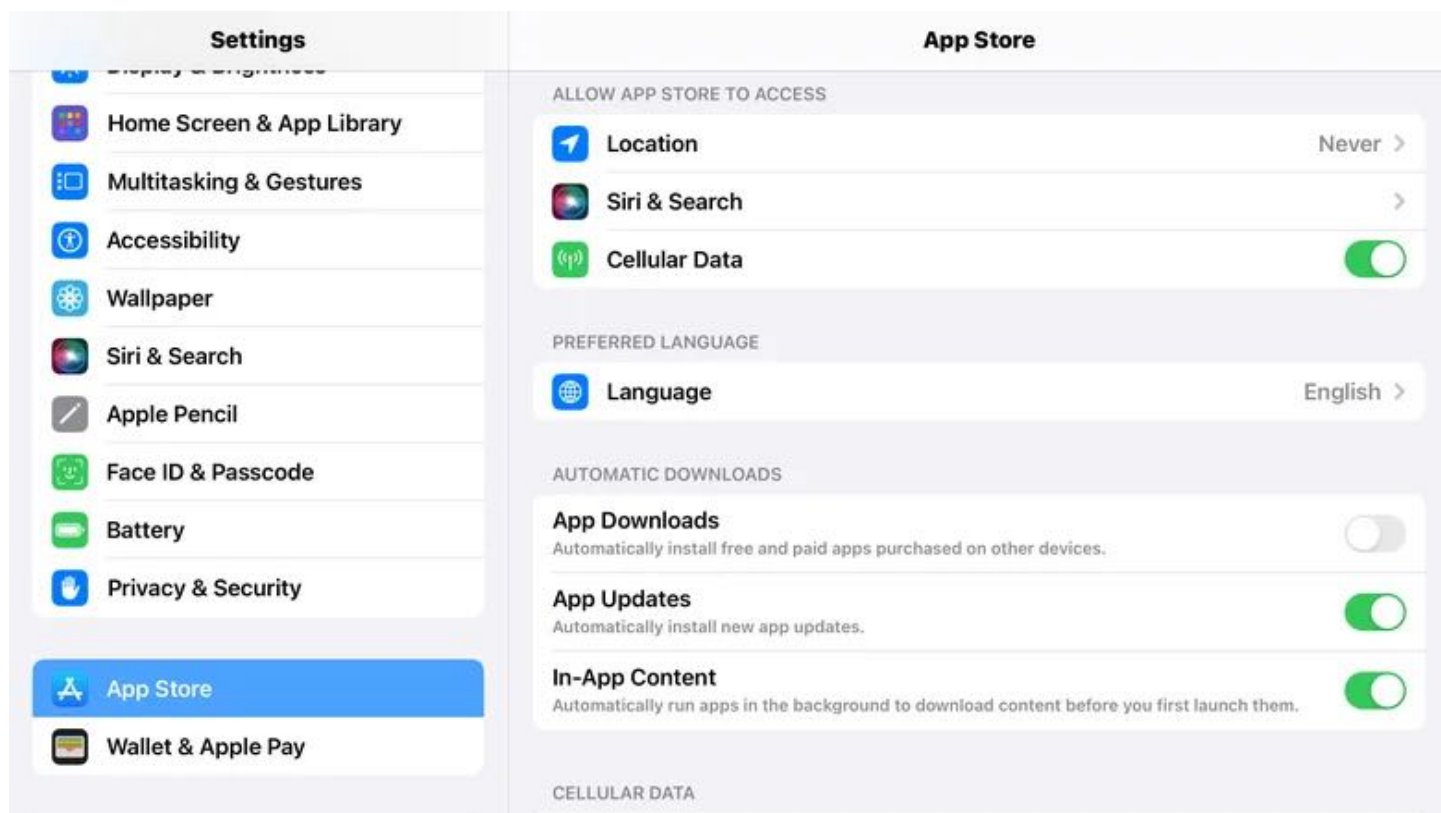 Settings
Display & Brightness
Home Screen & App Library
Multitasking & Gestures
Accessibility
Wallpaper
Siri & Search
Apple Pencil
Face ID & Passcode
Battery
Privacy & Security
App Store
Wallet & Apple Pay
App Store
ALLOW APP STORE TO ACCESS
Location Never
Siri & Search
Cellular Data
PREFERRED LANGUAGE
Language English
AUTOMATIC DOWNLOADS
App Downloads
Automatically install free and paid apps purchased on other devices.
App Updates
Automatically install new app updates.
In-App Content
Automatically run apps in the background to download content before you first launch them.
CELLULAR DATA